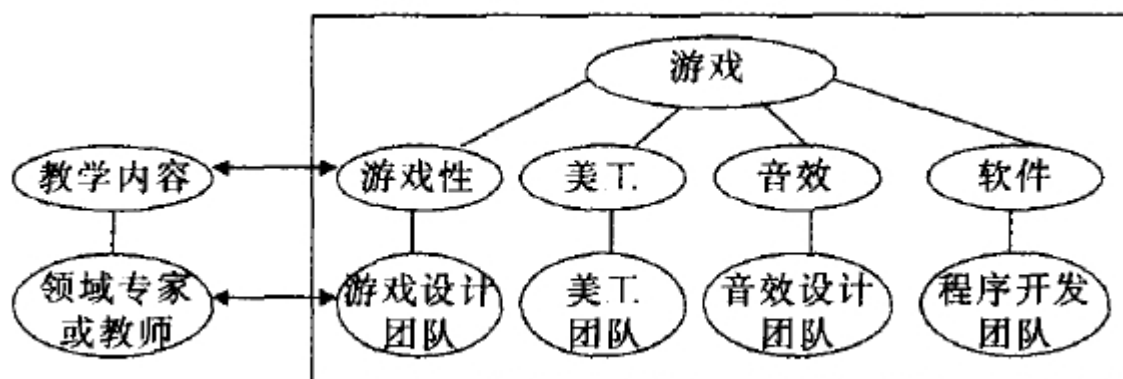 游戏
教学内容
游戏性
美工
音效
软件
领域专家
或教师
游戏设计
团队
美工
团队
音效设计
团队
程序开发
团队